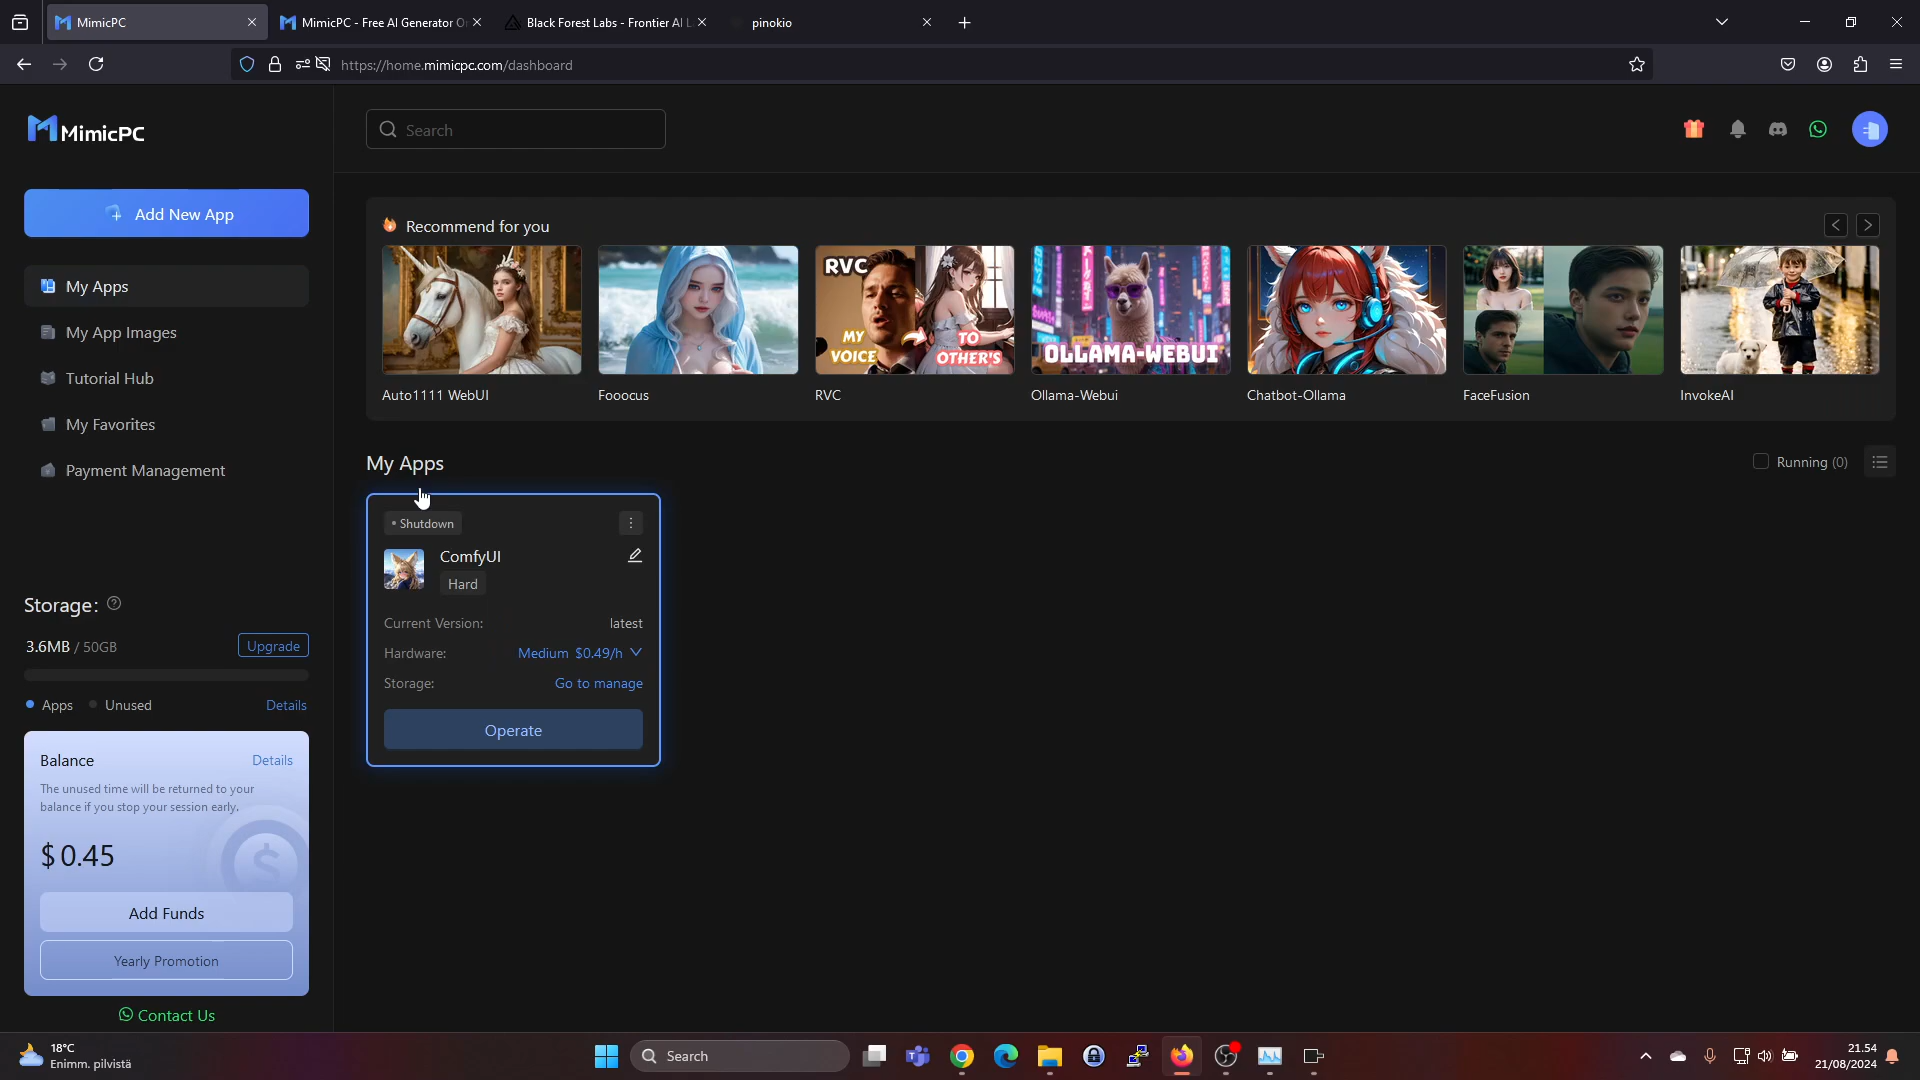 MimicPC
MimicPC - Free AI Generator O
Black Forest Labs - Frontier AI L
pinokio
https://home.mimicpc.com/dashboard
MimicPC
Search
Add New App
Recommend for you
My Apps
My App Images
Tutorial Hub
My Favorites
Payment Management
RVC
MY VOICE
TO OTHER'S
OLLAMA-WEBUI
Auto1111 WebUI
Fooocus
RVC
Ollama-Webui
Chatbot-Ollama
FaceFusion
InvokeAI
My Apps
Running (0)
Shutdown
ComfyUI
Hard
Current Version:
latest
Hardware:
Medium $0.49/h
Storage:
Go to manage
Operate
Storage:
3.6MB / 50GB
Upgrade
Apps
Unused
Details
Balance
Details
The unused time will be returned to your
balance if you stop your session early.
$ 0.45
Add Funds
Yearly Promotion
Contact Us
18°C
Enimm. pilvistä
Search
21.54
21/08/2024